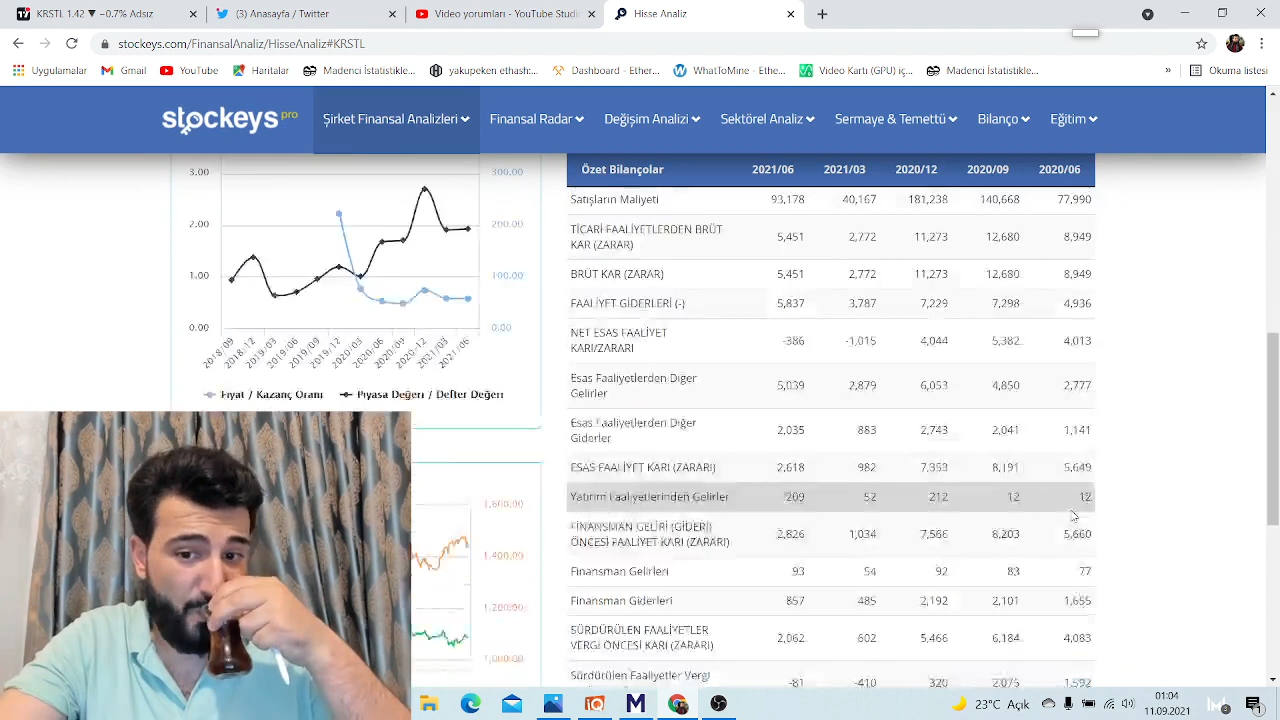 KRSTL 1.42 ▼ −0.75% Stsiz
(3) Twitter
Uygulamalar
Gmail
YouTube
Haritalar
Madenci İstatistikle...
Dashboard - Ether...
WhatToMine - Ethe...
Video Kartı (GPU) iç...
Madenci İstatistikle...
»
Hisse Analiz
stockeys.com/FinansalAnaliz/HisseAnaliz#KRSTL
stockeys pro
Şirket Finansal Analizleri
Finansal Radar
Değişim Analizi
Sektörel Analiz
Sermaye & Temettü
Bilanço
Eğitim
3.00 300.00
2.00 200.00
1.00 100.00
0.00 0.00
2018/09 2018/12 2019/03 2019/06 2019/09 2019/12 2020/03 2020/06 2020/09 2020/12 2021/03 2021/06
Fiyat / Kazanç Oranı Piyasa Değeri / Defter Değeri
1,600.00
1,400.00
1,200.00
1,000.00
Özet Bilançolar 2021/06 2021/03 2020/12 2020/09 2020/06
Satışların Maliyeti 93,178 40,167 181,238 140,668 77,990
TİCARİ FAALİYETLERDEN BRÜT
KAR (ZARAR) 5,451 2,772 11,273 12,680 8,949
BRÜT KAR (ZARAR) 5,451 2,772 11,273 12,680 8,949
FAALİYET GİDERLERİ (-) 5,837 3,787 7,229 7,298 4,936
NET ESAS FAALİYET
KARI/ZARARI -386 -1,015 4,044 5,382 4,013
Esas Faaliyetlerden Diğer
Gelirler 5,039 2,879 6,053 4,850 2,777
Esas Faaliyetlerden Diğer
Giderler 2,035 883 2,743 2,041 1,141
ESAS FAALİYET KARI (ZARARI) 2,618 982 7,353 8,191 5,649
Yatırım Faaliyetlerinden Gelirler 209 52 212 12 12
FİNANSMAN GELİRİ (GİDERİ)
ÖNCESİ FAALİYET KARI (ZARARI) 2,826 1,034 7,566 8,203 5,660
Finansman Gelirleri 93 54 92 83 77
Finansman Giderleri 857 485 2,192 2,101 1,655
SÜRDÜRÜLEN FAALİYETLER
VERGİ ÖNCESİ KARI (ZARARI) 2,062 602 5,466 6,184 4,083
Sürdürülen Faaliyetler Vergi
-81 -410 320 2,075 1,592
23°C Açık
01:04
11.09.2021